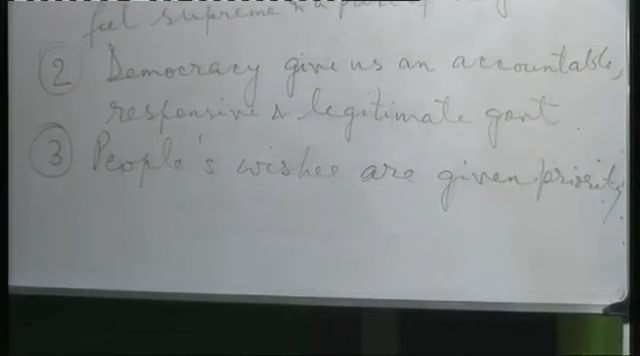 feel supreme
② Democracy give us an accountable,
responsive & legitimate govt.
③ People's wishes are given priority